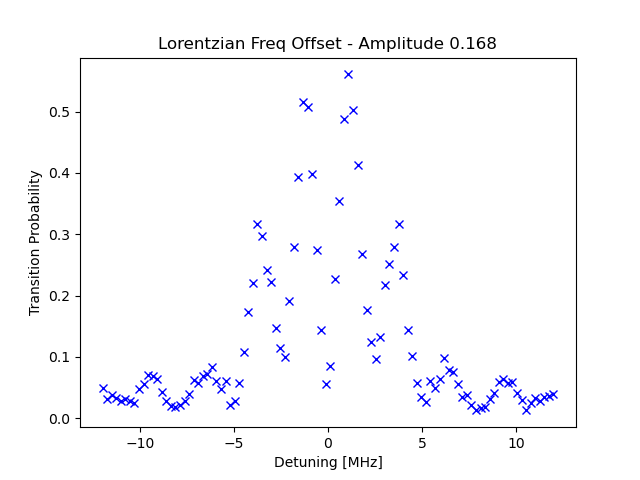 Lorentzian Freq Offset - Amplitude 0.168
Transition Probability
0.5
0.4
0.3
0.2
0.1
0.0
−10 −5 0 5 10
Detuning [MHz]